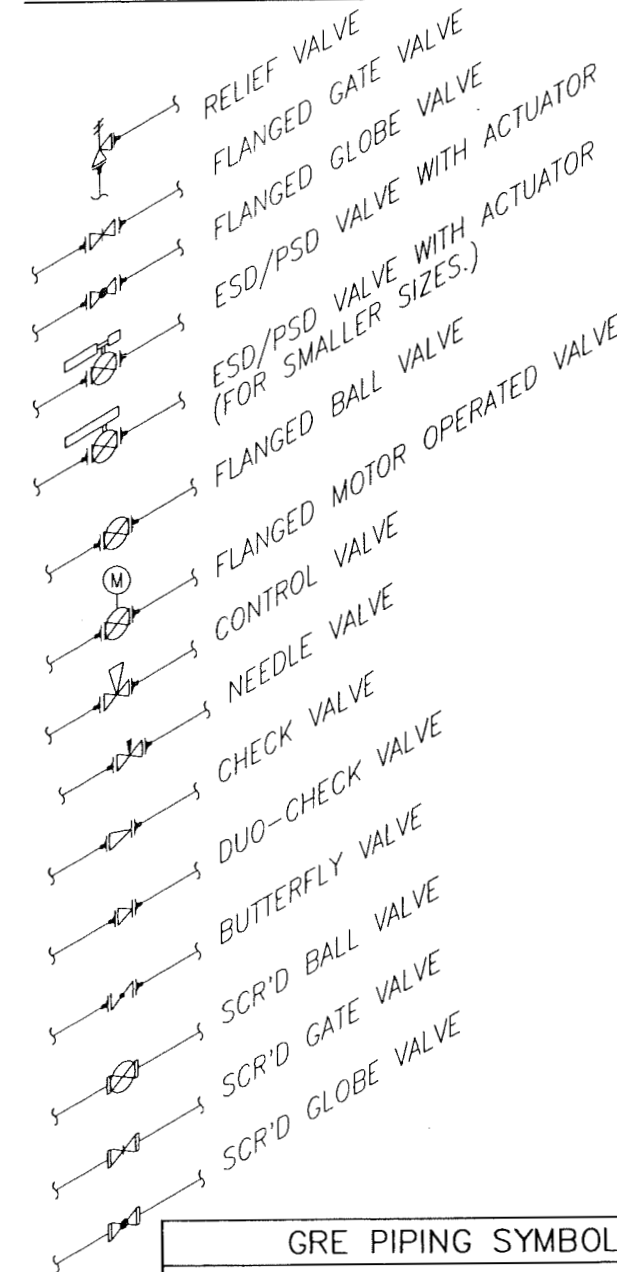 RELIEF VALVE
FLANGED GATE VALVE
FLANGED GLOBE VALVE
ESD/PSD VALVE WITH ACTUATOR
ESD/PSD VALVE WITH ACTUATOR
(FOR SMALLER SIZES.)
FLANGED BALL VALVE
FLANGED MOTOR OPERATED VALVE
M
CONTROL VALVE
NEEDLE VALVE
CHECK VALVE
DUO-CHECK VALVE
BUTTERFLY VALVE
SCR'D BALL VALVE
SCR'D GATE VALVE
SCR'D GLOBE VALVE
GRE PIPING SYMBOL